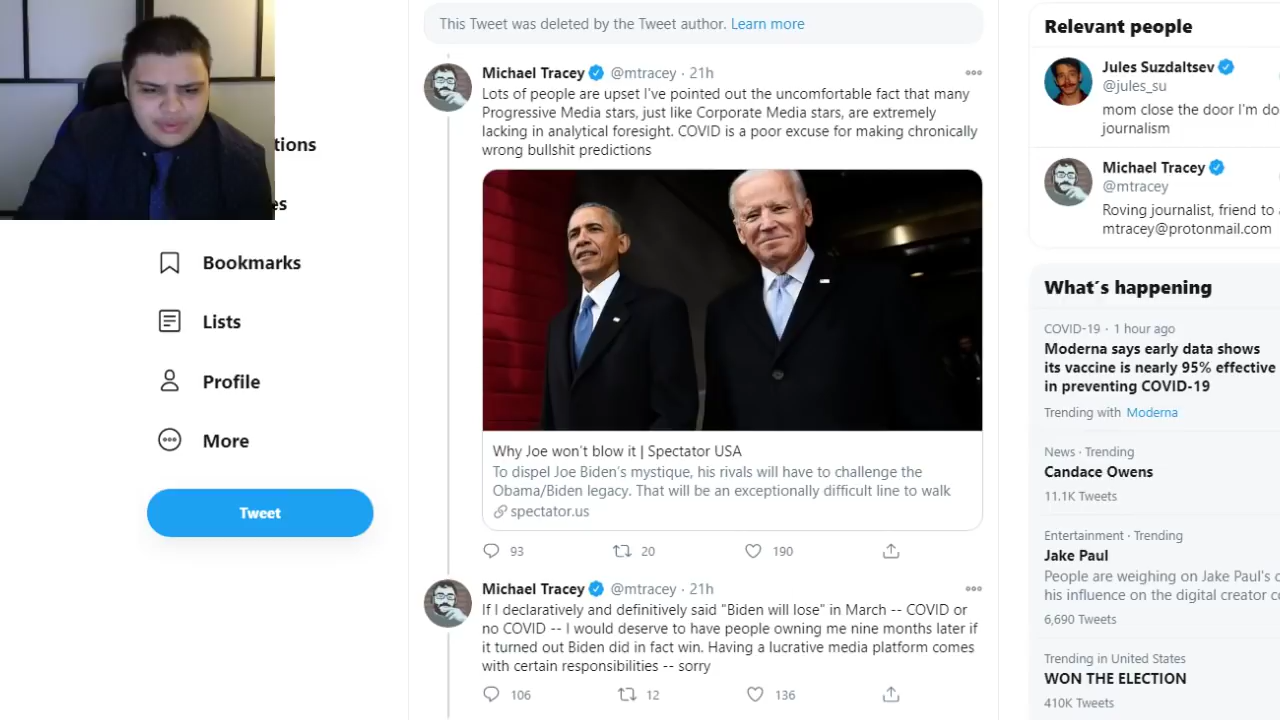 This Tweet was deleted by the Tweet author. Learn more
Michael Tracey @mtracey · 21h
Lots of people are upset I've pointed out the uncomfortable fact that many
Progressive Media stars, just like Corporate Media stars, are extremely
lacking in analytical foresight. COVID is a poor excuse for making chronically
wrong bullshit predictions
Why Joe won't blow it | Spectator USA
To dispel Joe Biden's mystique, his rivals will have to challenge the
Obama/Biden legacy. That will be an exceptionally difficult line to walk
spectator.us
93 20 190
Michael Tracey @mtracey · 21h
If I declaratively and definitively said "Biden will lose" in March -- COVID or
no COVID -- I would deserve to have people owning me nine months later if
it turned out Biden did in fact win. Having a lucrative media platform comes
with certain responsibilities -- sorry
106 12 136
tions
es
Bookmarks
Lists
Profile
More
Tweet
Relevant people
Jules Suzdaltsev
@jules_su
mom close the door I'm do
journalism
Michael Tracey
@mtracey
Roving journalist, friend to
mtracey@protonmail.com
What´s happening
COVID-19 · 1 hour ago
Moderna says early data shows
its vaccine is nearly 95% effective
in preventing COVID-19
Trending with Moderna
News · Trending
Candace Owens
11.1K Tweets
Entertainment · Trending
Jake Paul
People are weighing on Jake Paul's
his influence on the digital creator
6,690 Tweets
Trending in United States
WON THE ELECTION
410K Tweets